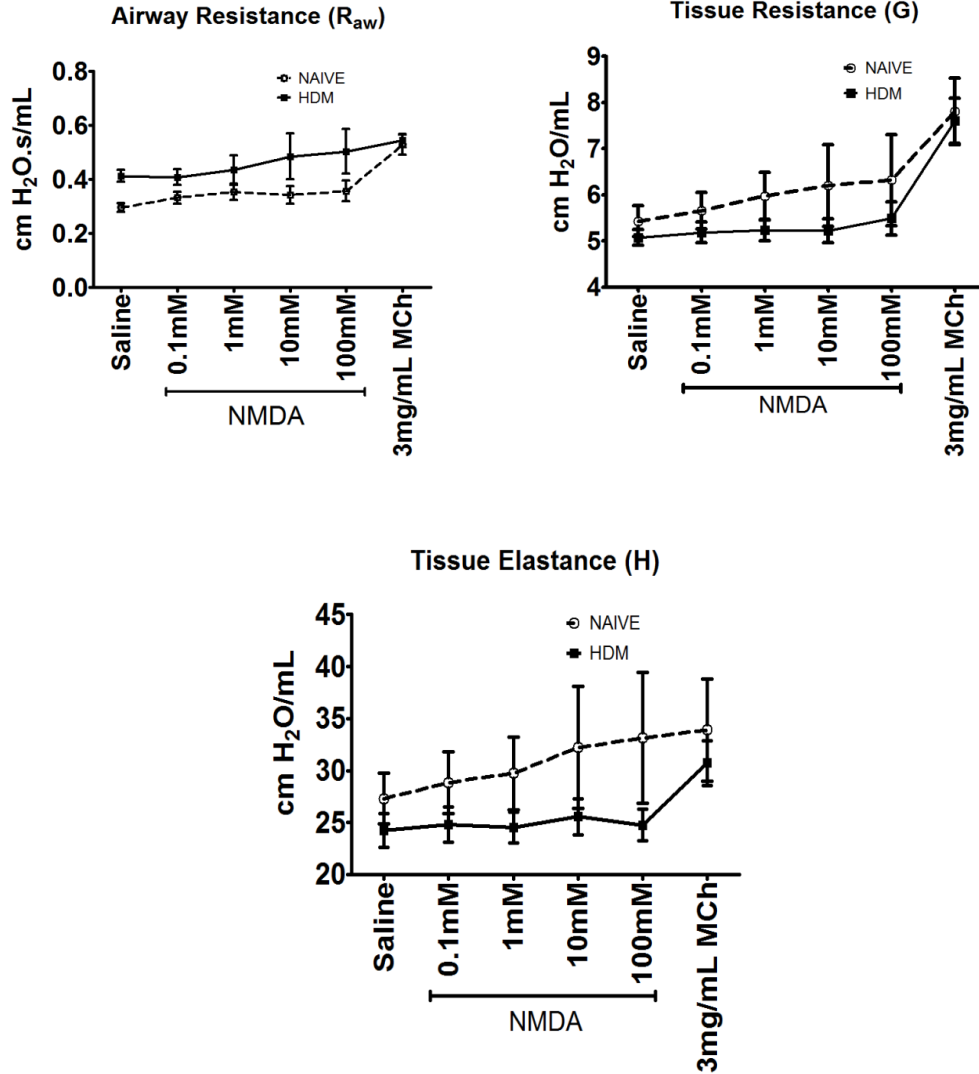 Airway Resistance (Raw)
cm H2O.s/mL
0.8
0.6
0.4
0.2
0.0
NAIVE
HDM
Saline
0.1mM
1mM
10mM
100mM
3mg/mL MCh
NMDA
Tissue Resistance (G)
cm H2O/mL
9
8
7
6
5
4
NAIVE
HDM
Saline
0.1mM
1mM
10mM
100mM
3mg/mL MCh
NMDA
Tissue Elastance (H)
cm H2O/mL
45
40
35
30
25
20
NAIVE
HDM
Saline
0.1mM
1mM
10mM
100mM
3mg/mL MCh
NMDA